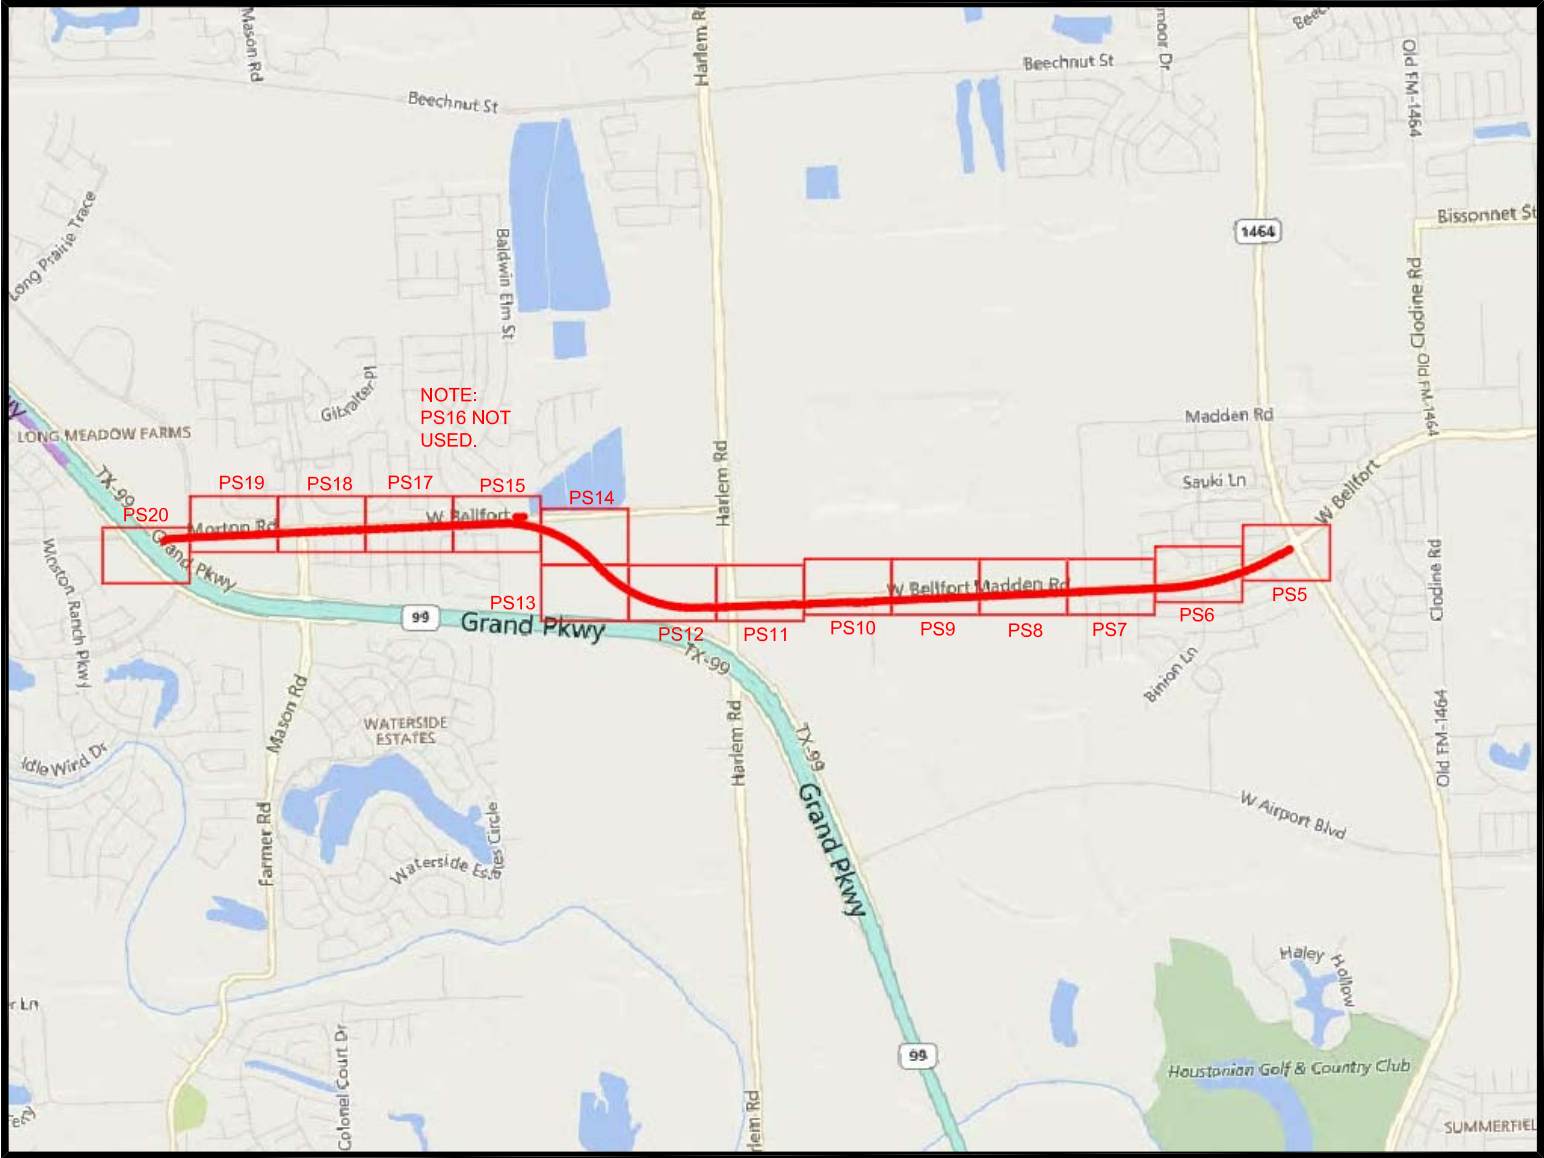 Mason Rd
Harlem Rd
Beechnut St
Beechnut St
Old FM-1464
Long Prairie Trace
Baldwin Elm St
1464
Bissonnet St
Old FM-1464
Clodine Rd
Gibralter Pl
NOTE:
PS16 NOT
USED.
LONG MEADOW FARMS
Madden Rd
Harlem Rd
Sauki Ln
W Bellfort
TX-99
PS19
PS18
PS17
PS15
PS14
PS20
Morton Rd
W Bellfort
Grand Pkwy
Winston Ranch Pkwy
W Bellfort
Madden Rd
Clodine Rd
PS13
99
Grand Pkwy
PS12
PS11
PS10
PS9
PS8
PS7
PS6
PS5
TX-99
Binion Ln
Mason Rd
Harlem Rd
Old FM-1464
WATERSIDE
ESTATES
TX-99
Idle Wind Dr
Grand Pkwy
W Airport Blvd
Farmer Rd
Waterside Estates Circle
Haley Hollow
Colonel Court Dr
99
Houstonian Golf & Country Club